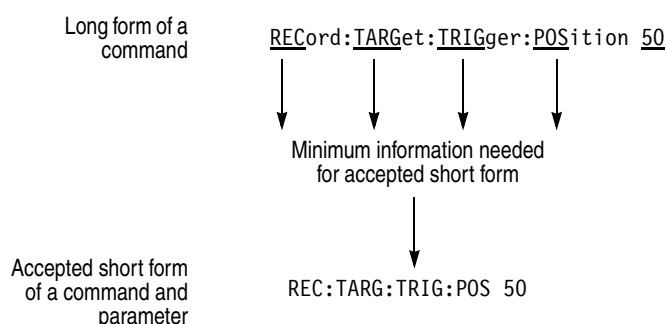 Long form of a
command
RECord:TARGet:TRIGger:POSition 50
Minimum information needed
for accepted short form
Accepted short form
of a command and
parameter
REC:TARG:TRIG:POS 50